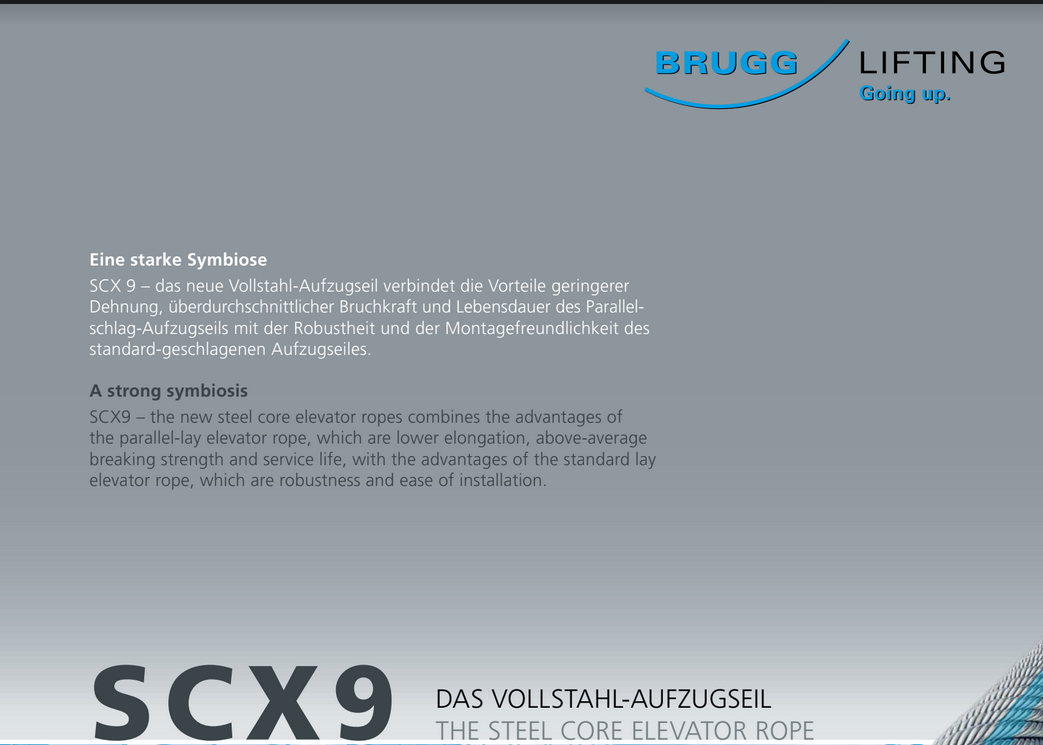 BRUGG LIFTING
Going up.
Eine starke Symbiose
SCX 9 – das neue Vollstahl-Aufzugseil verbindet die Vorteile geringerer
Dehnung, überdurchschnittlicher Bruchkraft und Lebensdauer des Parallel-
schlag-Aufzugseils mit der Robustheit und der Montagefreundlichkeit des
standard-geschlagenen Aufzugseiles.
A strong symbiosis
SCX9 – the new steel core elevator ropes combines the advantages of
the parallel-lay elevator rope, which are lower elongation, above-average
breaking strength and service life, with the advantages of the standard lay
elevator rope, which are robustness and ease of installation.
SCX9
DAS VOLLSTAHL-AUFZUGSEIL
THE STEEL CORE ELEVATOR ROPE